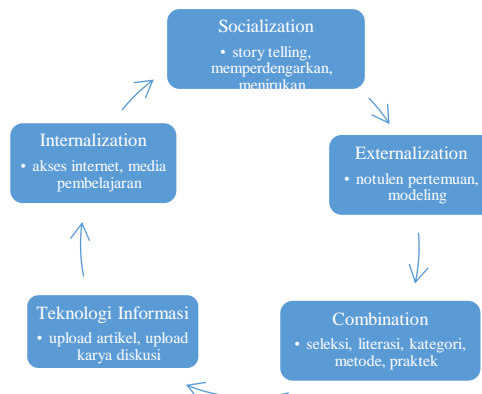 Socialization
• story telling,
memperdengarkan,
menirukan
Externalization
• notulen pertemuan,
modeling
Combination
• seleksi, literasi, kategori,
metode, praktek
Teknologi Informasi
• upload artikel, upload
karya diskusi
Internalization
• akses internet, media
pembelajaran